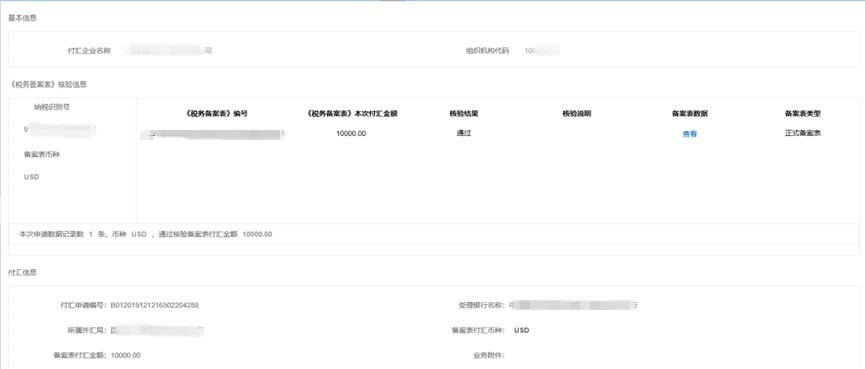 基本信息
付汇企业名称 司 组织机构代码 100
《税务备案表》核验信息
纳税识别号 《税务备案表》编号 《税务备案表》本次付汇金额 核验结果 核验说明 备案表数据 备案表类型
9 10000.00 通过 查看 正式备案表
备案表币种
USD
本次申请数据记录数 1 条，币种 USD ，通过核验备案表付汇金额 10000.00
付汇信息
付汇申请编号： B012019121216502204288 受理银行名称： 行
所属外汇局： 备案表付汇币种： USD
备案表付汇金额： 10000.00 业务附件：